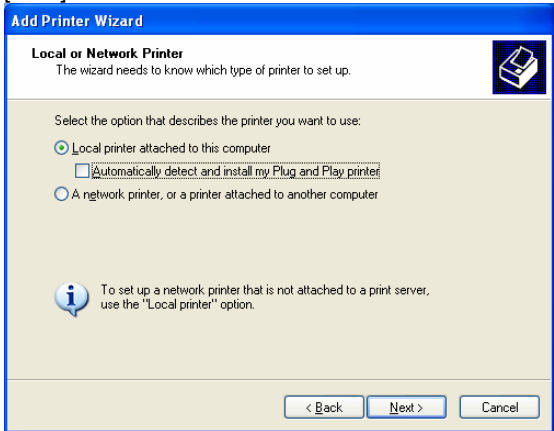 Add Printer Wizard
Local or Network Printer
The wizard needs to know which type of printer to set up.
Select the option that describes the printer you want to use:
Local printer attached to this computer
Automatically detect and install my Plug and Play printer
A network printer, or a printer attached to another computer
To set up a network printer that is not attached to a print server,
use the "Local printer" option.
< Back
Next >
Cancel